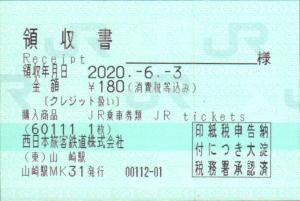 領収書
Receipt 様
領収年月日 2020.-6.-3
金額 ¥180(消費税等込み)
(クレジット扱い)
購入商品 JR乗車券類 JR tickets
(60111, 1枚)
西日本旅客鉄道株式会社
(東)山崎駅
山崎駅MK31発行 00112-01
印紙税申告納
付につき大淀
税務署承認済